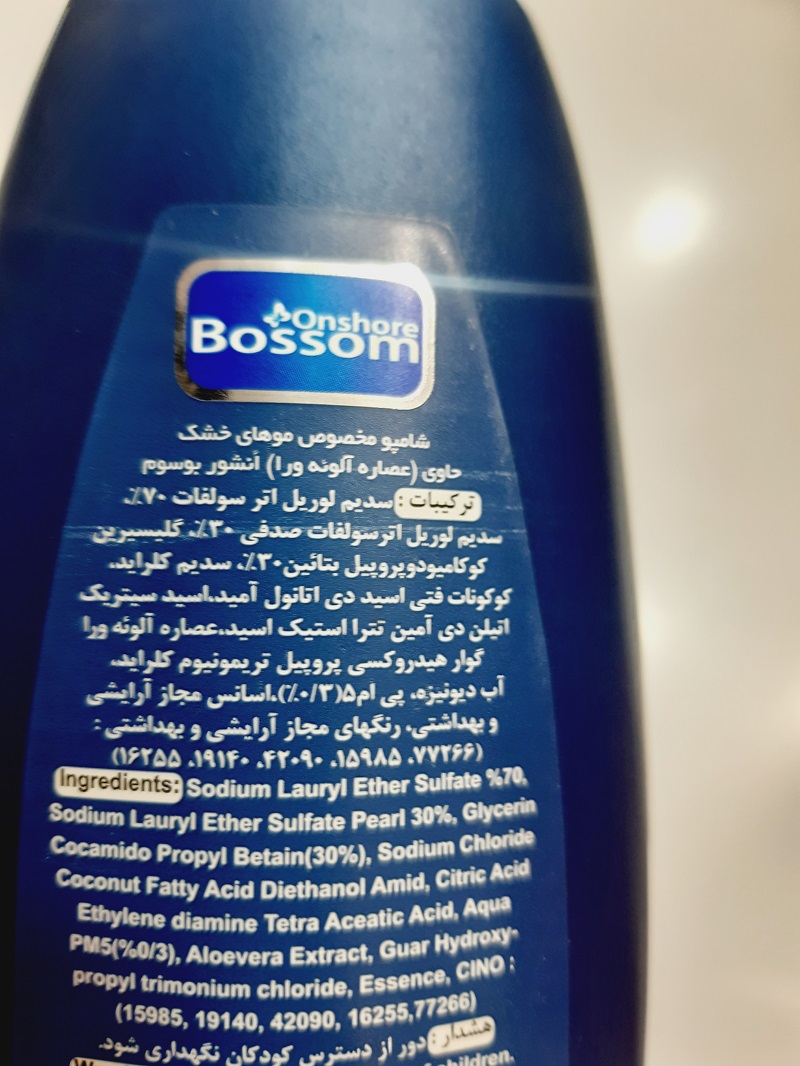 Onshore
Bossom
شامپو مخصوص موهای خشک
حاوی (عصاره آلوئه ورا) اُنشور بوسوم
ترکیبات : سدیم لوریل اتر سولفات ۷۰٪،
سدیم لوریل اترسولفات صدفی ۳۰٪، گلیسیرین
کوکامیودوپروپیل بتائین۳۰٪، سدیم کلراید،
کوکونات فتی اسید دی اتانول آمید،اسید سیتریک
اتیلن دی آمین تترا استیک اسید،عصاره آلوئه ورا
گوار هیدروکسی پروپیل تریمونیوم کلراید،
آب دیونیزه، پی ام۵(۰/۳٪)،اسانس مجاز آرایشی
و بهداشتی، رنگهای مجاز آرایشی و بهداشتی :
(۷۷۲۶۶، ۱۵۹۸۵، ۴۲۰۹۰، ۱۹۱۴۰، ۱۶۲۵۵)
Ingredients: Sodium Lauryl Ether Sulfate %70,
Sodium Lauryl Ether Sulfate Pearl 30%, Glycerin
Cocamido Propyl Betain(30%), Sodium Chloride
Coconut Fatty Acid Diethanol Amid, Citric Acid
Ethylene diamine Tetra Aceatic Acid, Aqua
PM5(%0/3), Aloevera Extract, Guar Hydroxy-
propyl trimonium chloride, Essence, CINO :
(15985, 19140, 42090, 16255,77266)
هشدار : دور از دسترس کودکان نگهداری شود.
children.